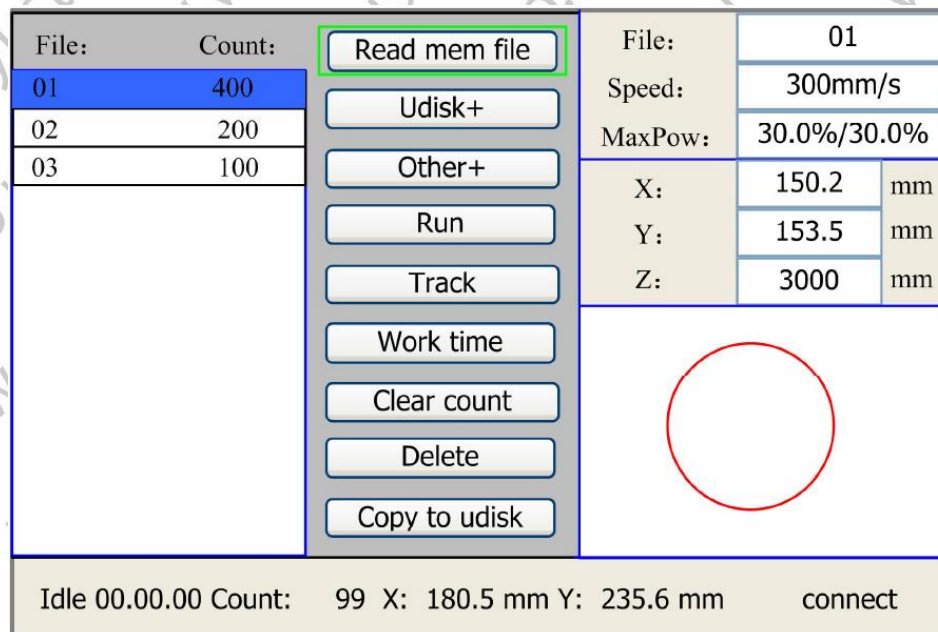 File： Count：
01 400
02 200
03 100
Read mem file
Udisk+
Other+
Run
Track
Work time
Clear count
Delete
Copy to udisk
File： 01
Speed： 300mm/s
MaxPow： 30.0%/30.0%
X： 150.2 mm
Y： 153.5 mm
Z： 3000 mm
Idle 00.00.00 Count: 99 X: 180.5 mm Y: 235.6 mm connect